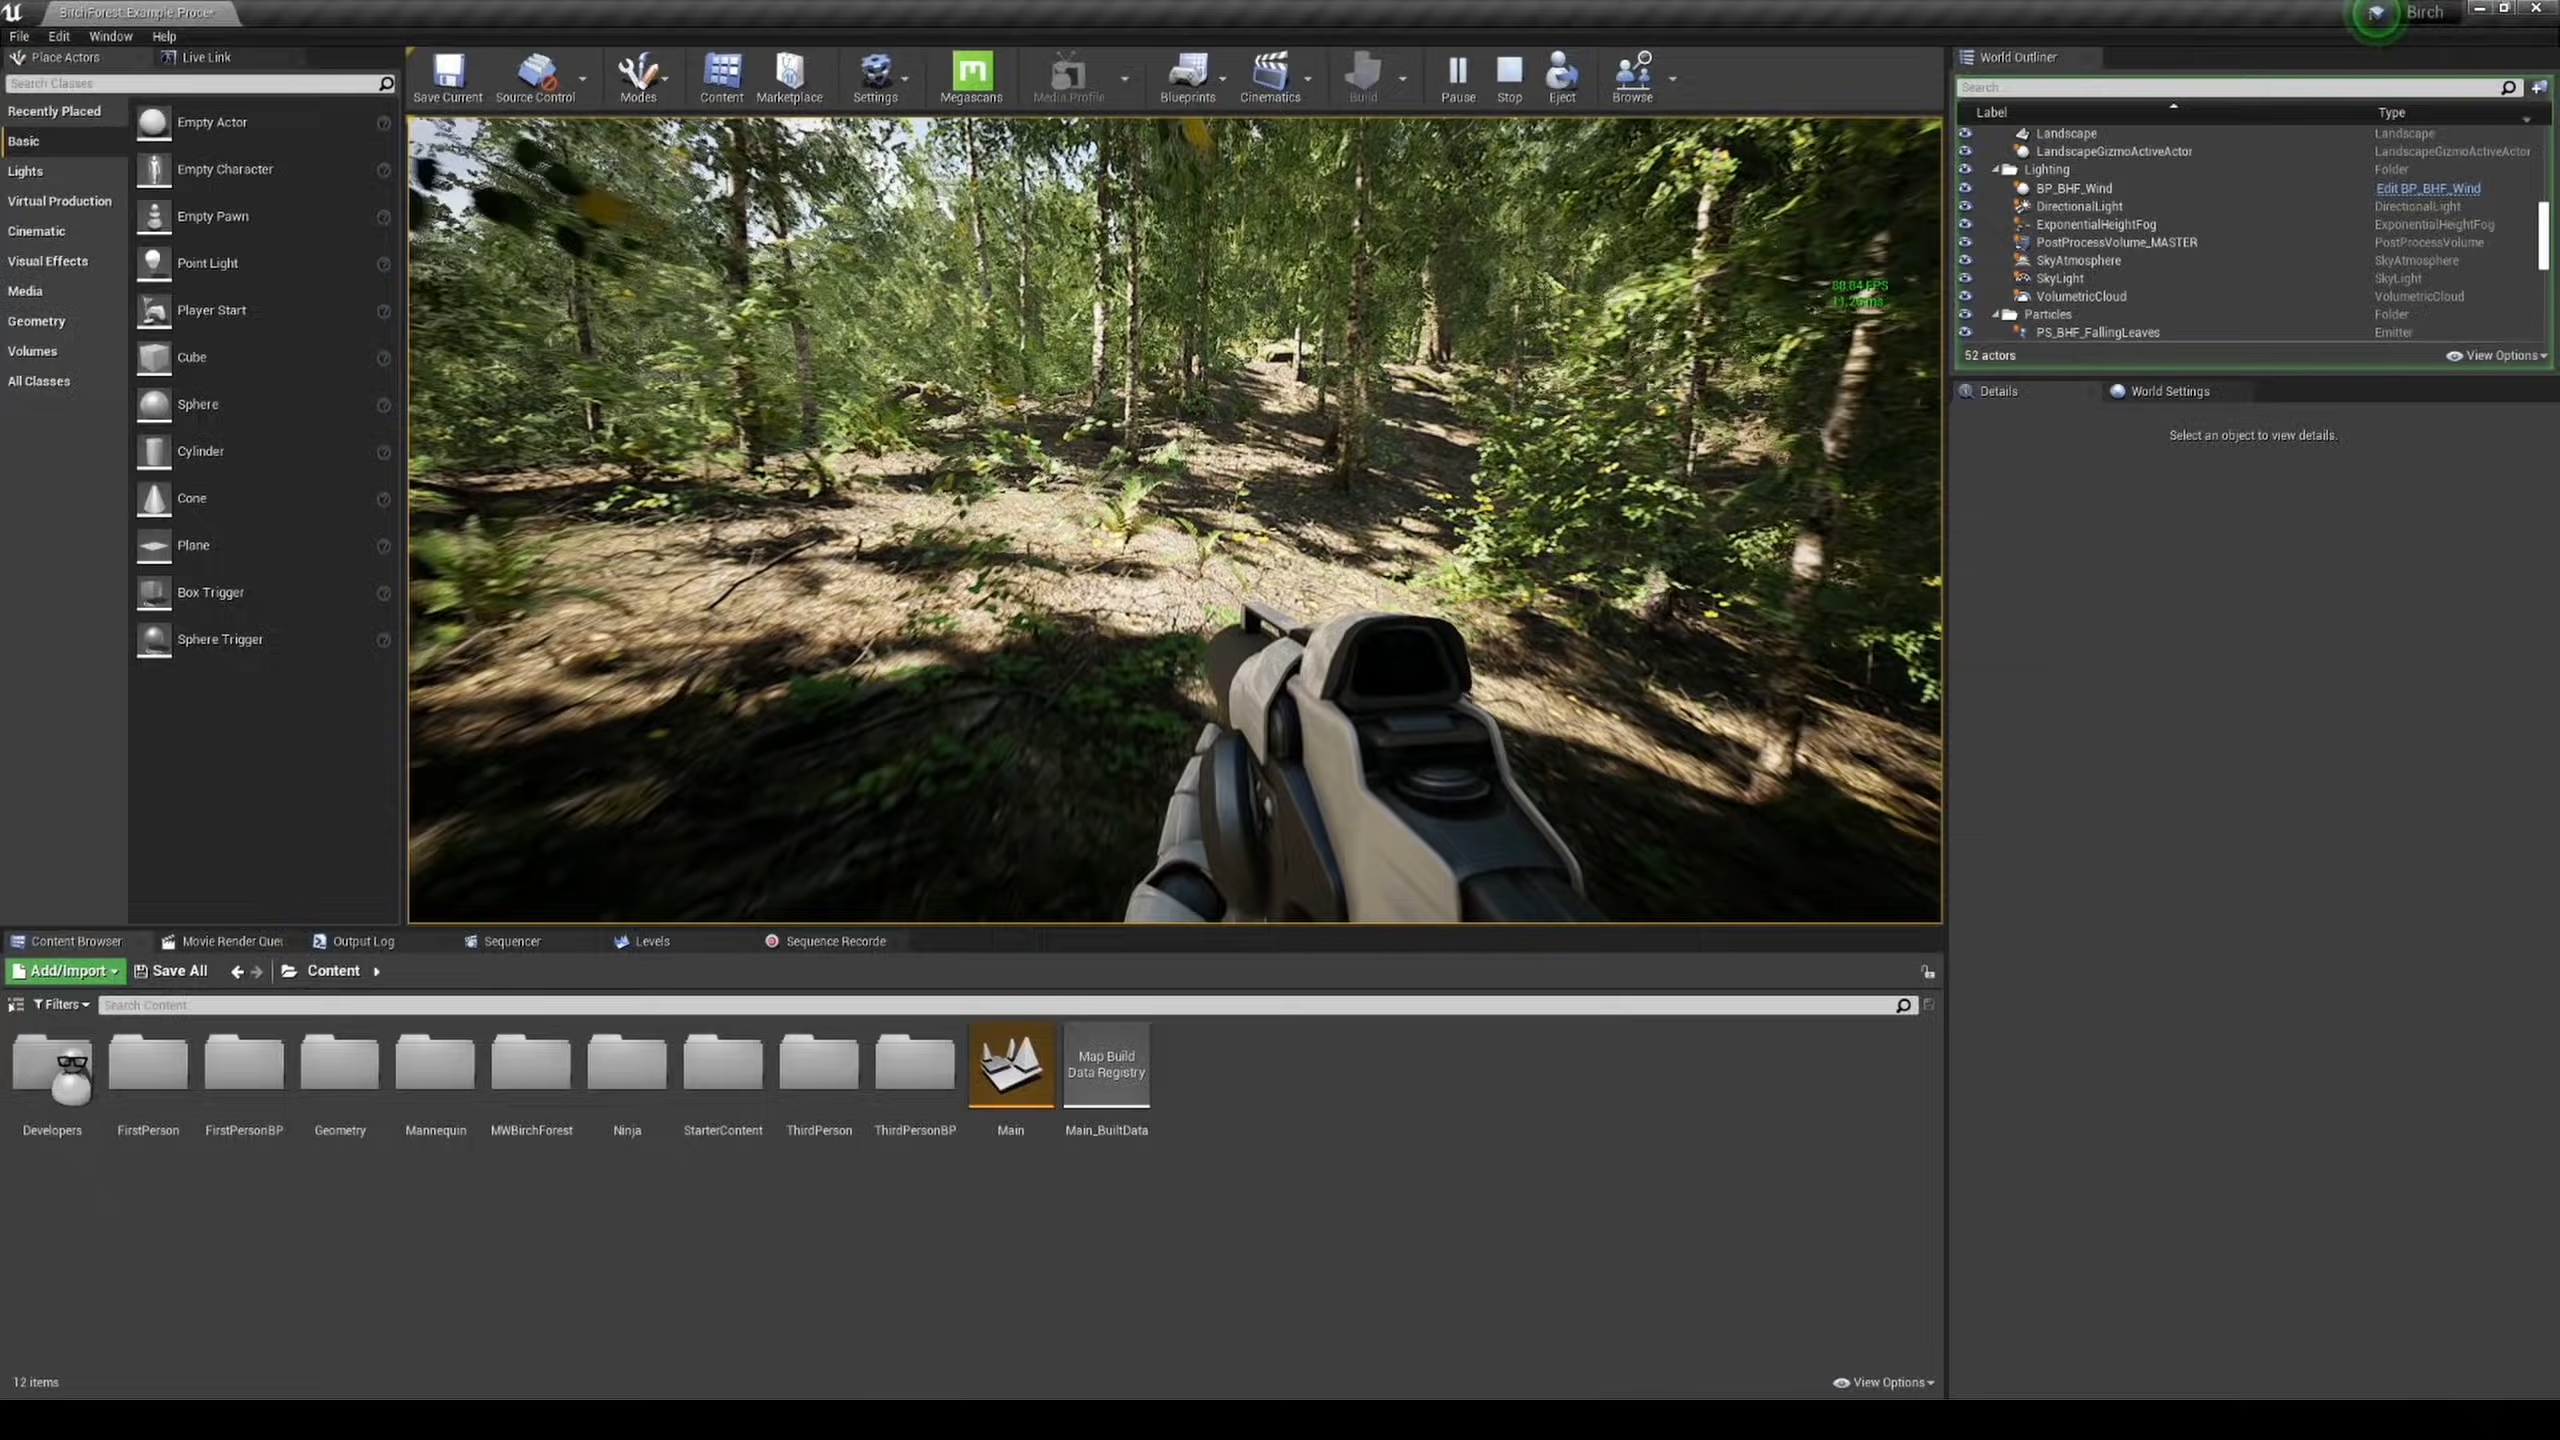 BirchForest_Example_Proce*
Birch
File Edit Window Help
Place Actors
Live Link
Search Classes
Recently Placed
Basic
Lights
Virtual Production
Cinematic
Visual Effects
Media
Geometry
Volumes
All Classes
Empty Actor
Empty Character
Empty Pawn
Point Light
Player Start
Cube
Sphere
Cylinder
Cone
Plane
Box Trigger
Sphere Trigger
Save Current Source Control Modes Content Marketplace Settings Megascans Media Profile Blueprints Cinematics Build Pause Stop Eject Browse
11.26 ms
World Outliner
Search...
Label Type
Landscape Landscape
LandscapeGizmoActiveActor LandscapeGizmoActiveActor
Lighting Folder
BP_BHF_Wind Edit BP_BHF_Wind
DirectionalLight DirectionalLight
ExponentialHeightFog ExponentialHeightFog
PostProcessVolume_MASTER PostProcessVolume
SkyAtmosphere SkyAtmosphere
SkyLight SkyLight
VolumetricCloud VolumetricCloud
Particles Folder
PS_BHF_FallingLeaves Emitter
52 actors View Options
Details World Settings
Select an object to view details.
Content Browser Movie Render Que Output Log Sequencer Levels Sequence Recorde
Add/Import Save All Content
Filters Search Content
Map Build
Data Registry
Developers FirstPerson FirstPersonBP Geometry Mannequin MWBirchForest Ninja StarterContent ThirdPerson ThirdPersonBP Main Main_BuiltData
12 items View Options